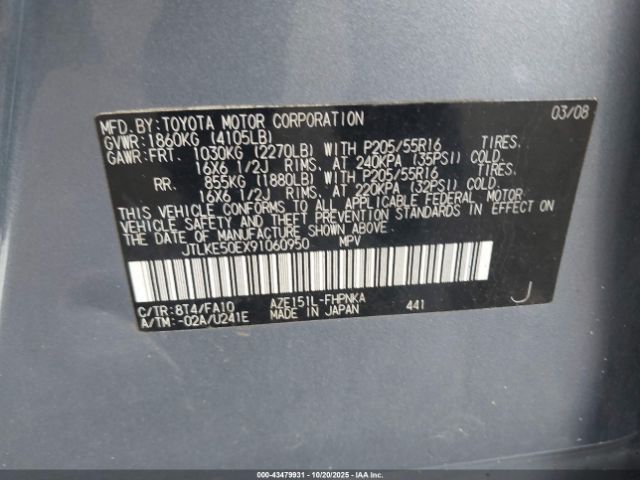 MFD. BY: TOYOTA MOTOR CORPORATION 03/08
GVWR: 1860KG (4105LB)
GAWR: FRT. 1030KG (2270LB) WITH P205/55R16 TIRES,
16X6 1/2J RIMS, AT 240KPA (35PSI) COLD.
RR. 855KG (1880LB) WITH P205/55R16 TIRES,
16X6 1/2J RIMS, AT 220KPA (32PSI) COLD.
THIS VEHICLE CONFORMS TO ALL APPLICABLE FEDERAL MOTOR
VEHICLE SAFETY AND THEFT PREVENTION STANDARDS IN EFFECT ON
THE DATE OF MANUFACTURE SHOWN ABOVE.
JTLKE50EX91060950 MPV
C/TR: 8T4/FA10 AZE151L-FHPNKA 441 J
A/TM: -02A/U241E MADE IN JAPAN
000-43479931 - 10/20/2025 - IAAI.COM